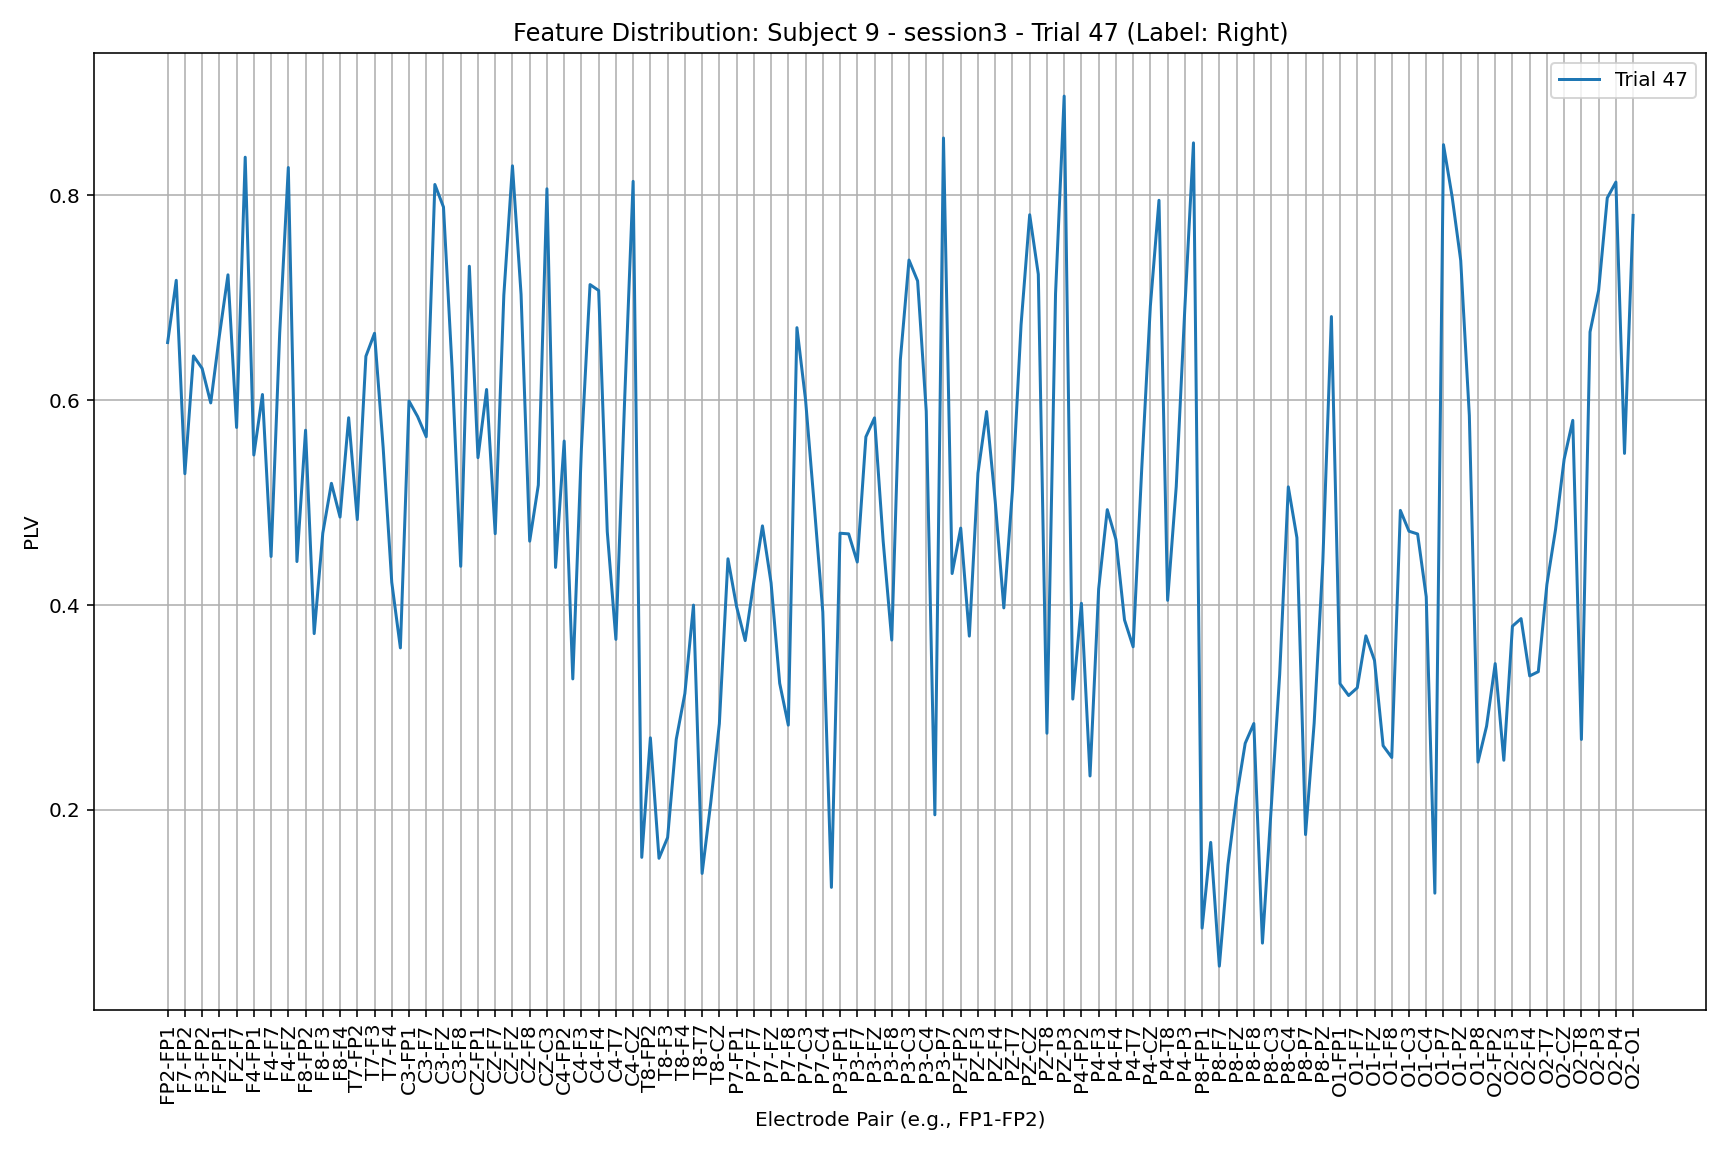 Feature Distribution: Subject 9 - session3 - Trial 47 (Label: Right)
Trial 47
PLV
0.8
0.6
0.4
0.2
FP2-FP1
F7-FP2
F3-FP2
FZ-FP1
FZ-F7
F4-FP1
F4-F7
F4-FZ
F8-FP2
F8-F3
F8-F4
T7-FP2
T7-F3
T7-F4
C3-FP1
C3-F7
C3-FZ
C3-F8
CZ-FP1
CZ-F7
CZ-FZ
CZ-F8
CZ-C3
C4-FP2
C4-F3
C4-F4
C4-T7
C4-CZ
T8-FP2
T8-F3
T8-F4
T8-T7
T8-CZ
P7-FP1
P7-F7
P7-FZ
P7-F8
P7-C3
P7-C4
P3-FP1
P3-F7
P3-FZ
P3-F8
P3-C3
P3-C4
P3-P7
PZ-FP2
PZ-F3
PZ-F4
PZ-T7
PZ-CZ
PZ-T8
PZ-P3
P4-FP2
P4-F3
P4-F4
P4-T7
P4-CZ
P4-T8
P4-P3
P8-FP1
P8-F7
P8-FZ
P8-F8
P8-C3
P8-C4
P8-P7
P8-PZ
O1-FP1
O1-F7
O1-FZ
O1-F8
O1-C3
O1-C4
O1-P7
O1-PZ
O1-P8
O2-FP2
O2-F3
O2-F4
O2-T7
O2-CZ
O2-T8
O2-P3
O2-P4
O2-O1
Electrode Pair (e.g., FP1-FP2)